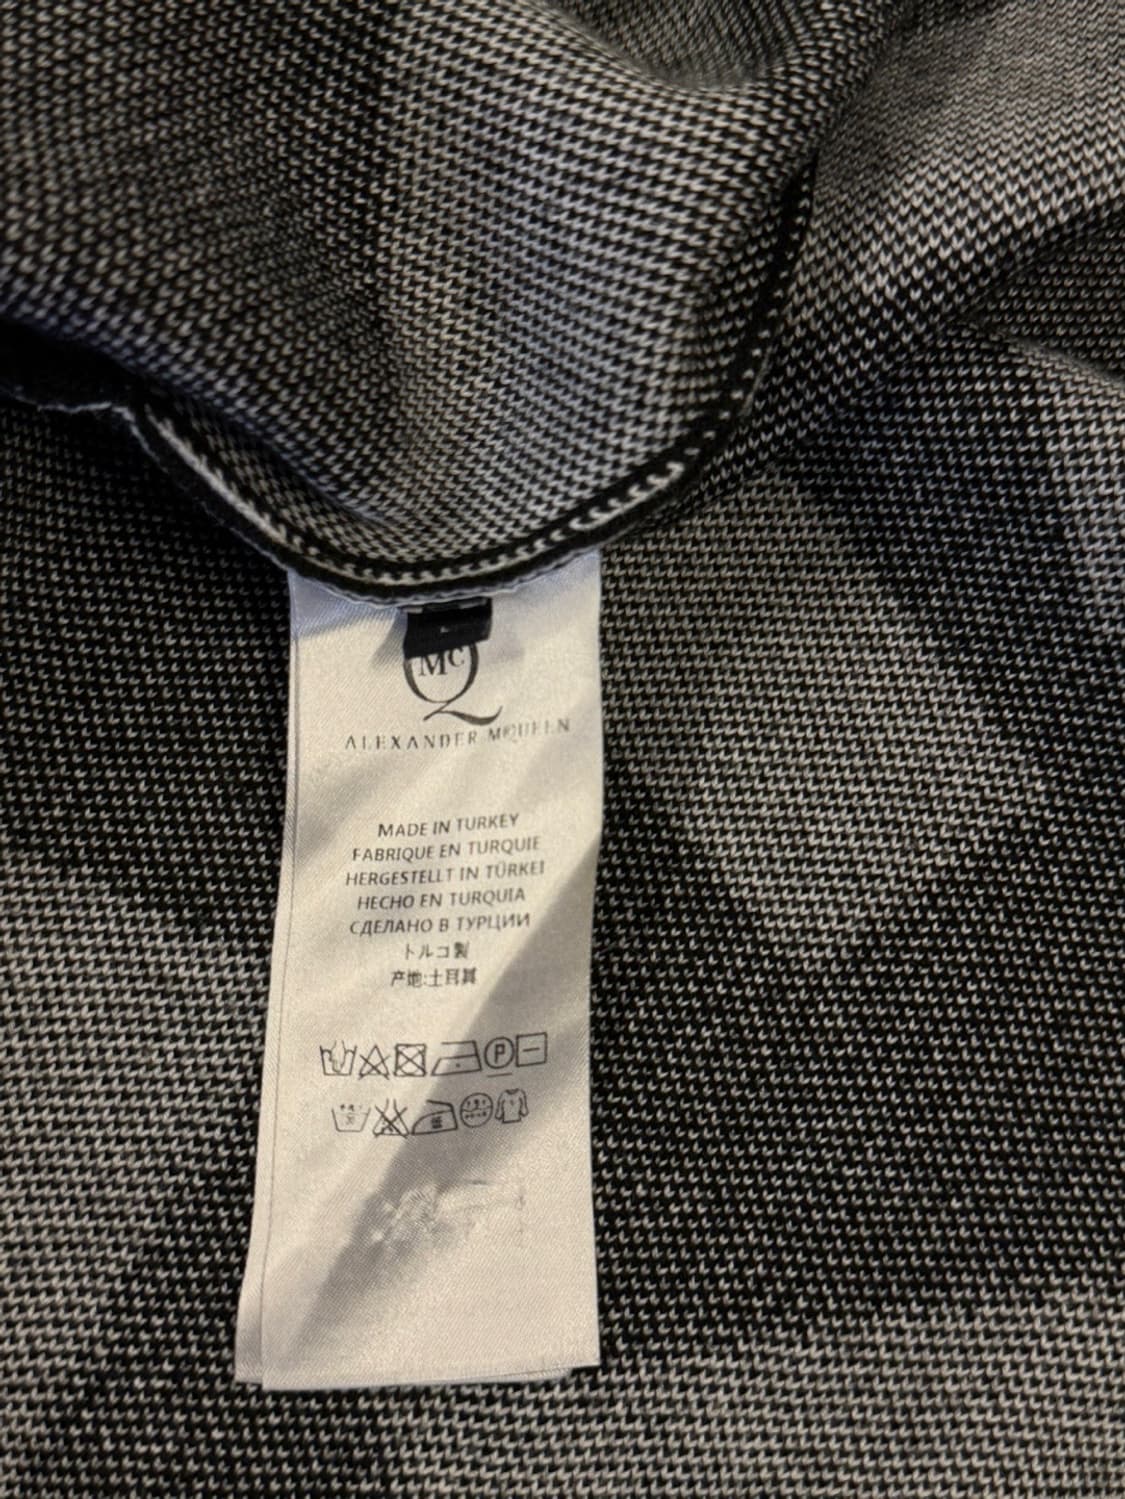 McQ
ALEXANDER MCQUEEN
MADE IN TURKEY
FABRIQUE EN TURQUIE
HERGESTELLT IN TÜRKEI
HECHO EN TURQUIA
СДЕЛАНО В ТУРЦИИ
トルコ製
产地:土耳其
P